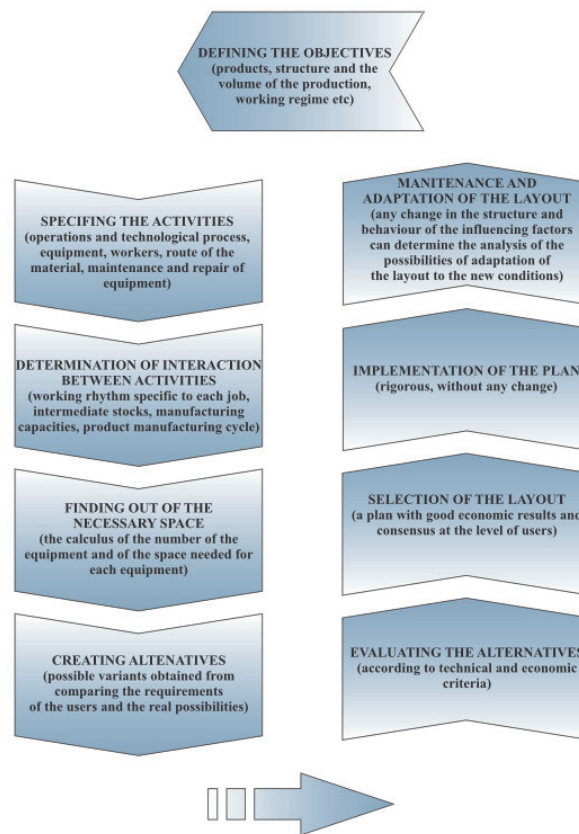 DEFINING THE OBJECTIVES
(products, structure and the
volume of the production,
working regime etc)
SPECIFING THE ACTIVITIES
(operations and technological process,
equipment, workers, route of the
material, maintenance and repair of
equipment)
DETERMINATION OF INTERACTION
BETWEEN ACTIVITIES
(working rhythm specific to each job,
intermediate stocks, manufacturing
capacities, product manufacturing cycle)
FINDING OUT OF THE
NECESSARY SPACE
(the calculus of the number of the
equipment and of the space needed for
each equipment)
CREATING ALTENATIVES
(possible variants obtained from
comparing the requirements
of the users and the real possibilities)
MANITENANCE AND
ADAPTATION OF THE LAYOUT
(any change in the structure and
behaviour of the influencing factors
can determine the analysis of the
possibilities of adaptation of
the layout to the new conditions)
IMPLEMENTATION OF THE PLAN
(rigorous, without any change)
SELECTION OF THE LAYOUT
(a plan with good economic results and
consensus at the level of users)
EVALUATING THE ALTERNATIVES
(according to technical and economic
criteria)